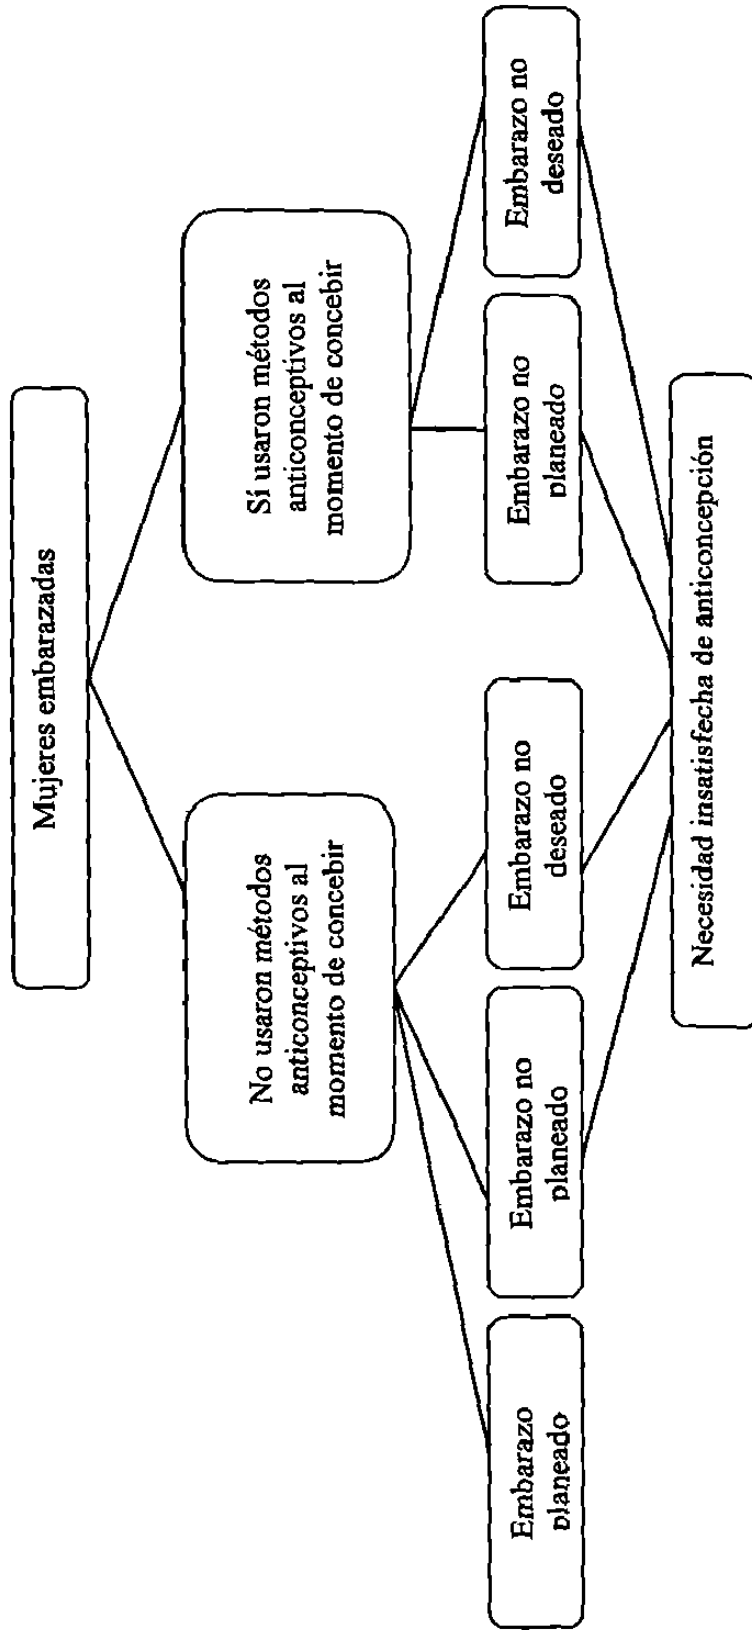 Mujeres embarazadas
No usaron métodos
anticonceptivos al
momento de concebir
Sí usaron métodos
anticonceptivos al
momento de concebir
Embarazo
planeado
Embarazo no
planeado
Embarazo no
deseado
Embarazo no
planeado
Embarazo no
deseado
Necesidad insatisfecha de anticoncepción